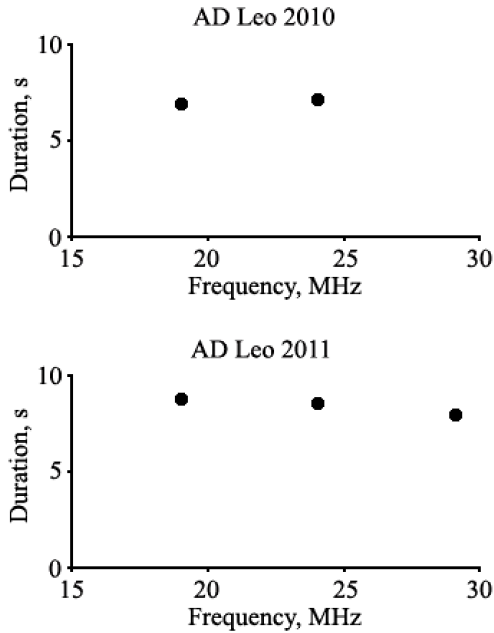 AD Leo 2010
10
5
0
Duration, s
15 20 25 30
Frequency, MHz
AD Leo 2011
10
5
0
Duration, s
15 20 25 30
Frequency, MHz